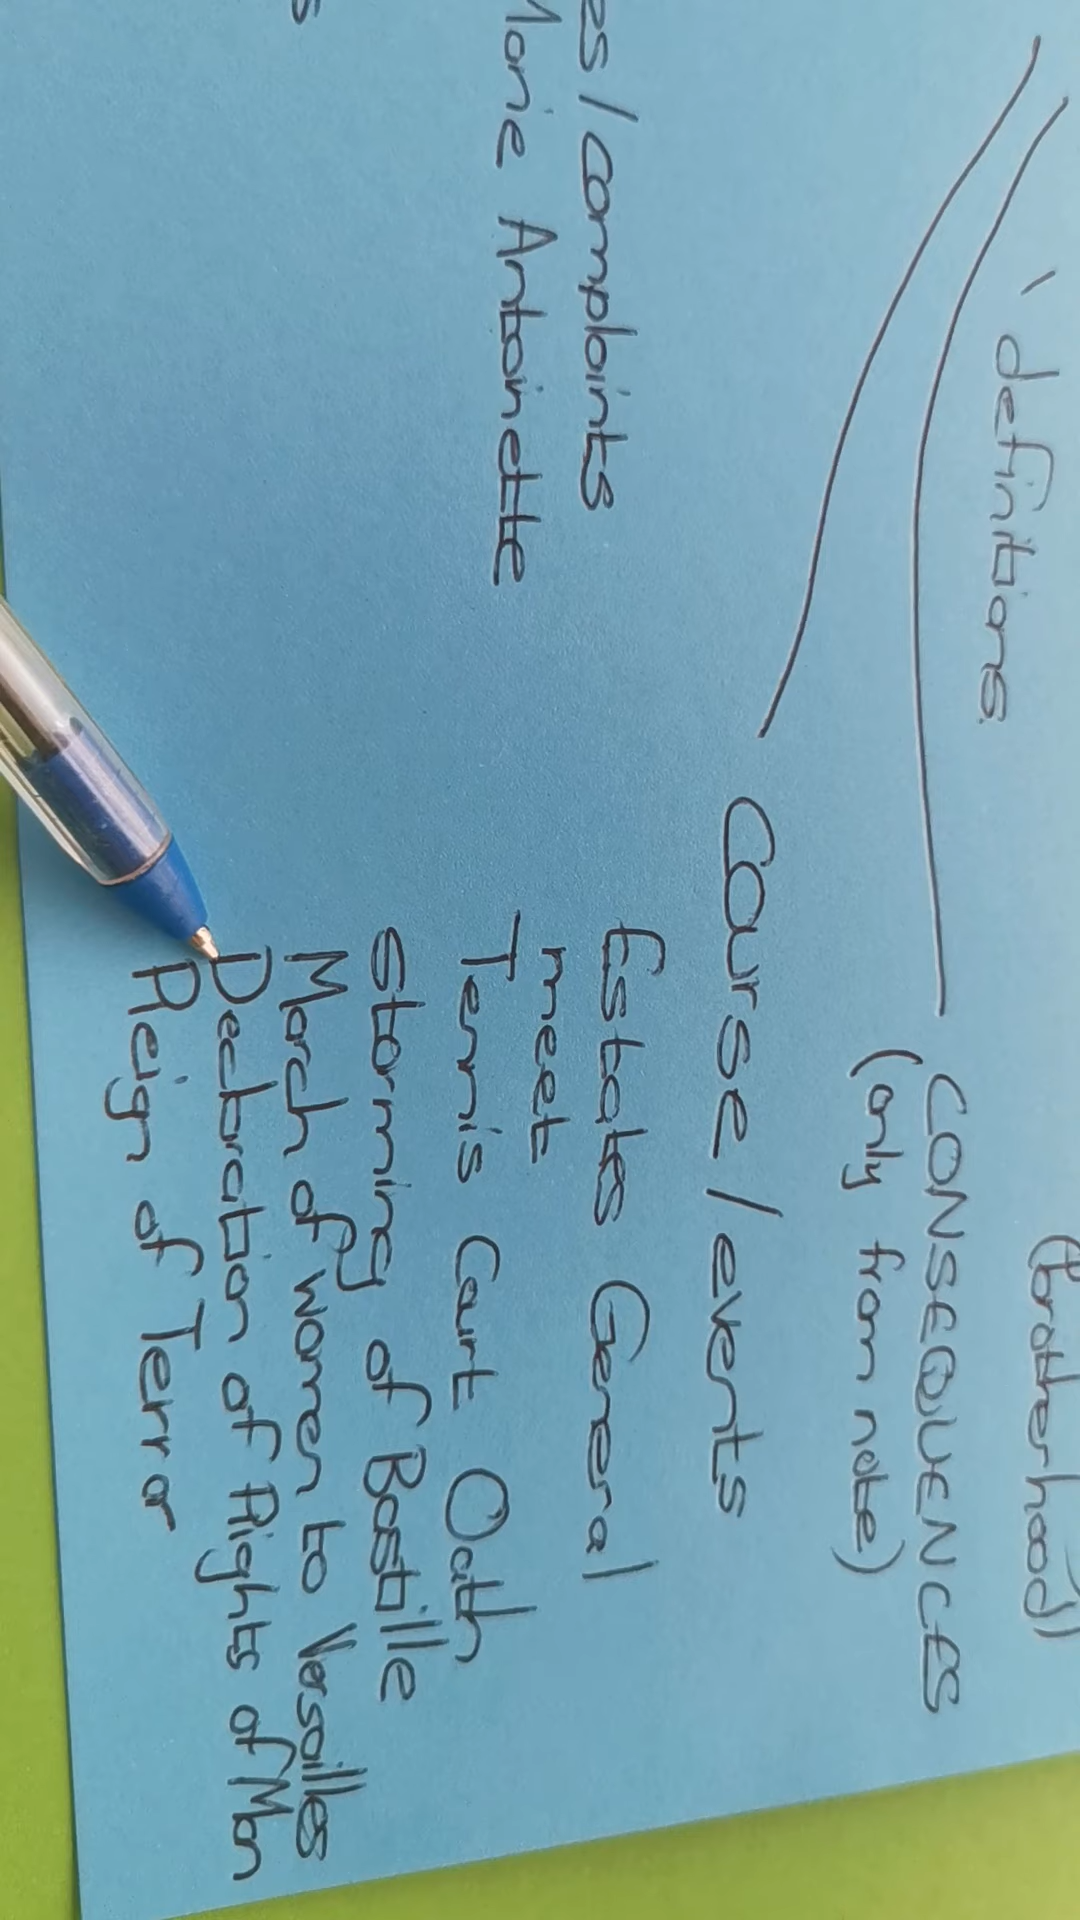 definitions
(brotherhood)
CONSEQUENCES
(only from note)
Course / events
es / complaints
Marie Antoinette
Estates General
meet
Tennis Court Oath
storming of Bastille
March of women to Versailles
Declaration of Rights of Man
Reign of Terror
s